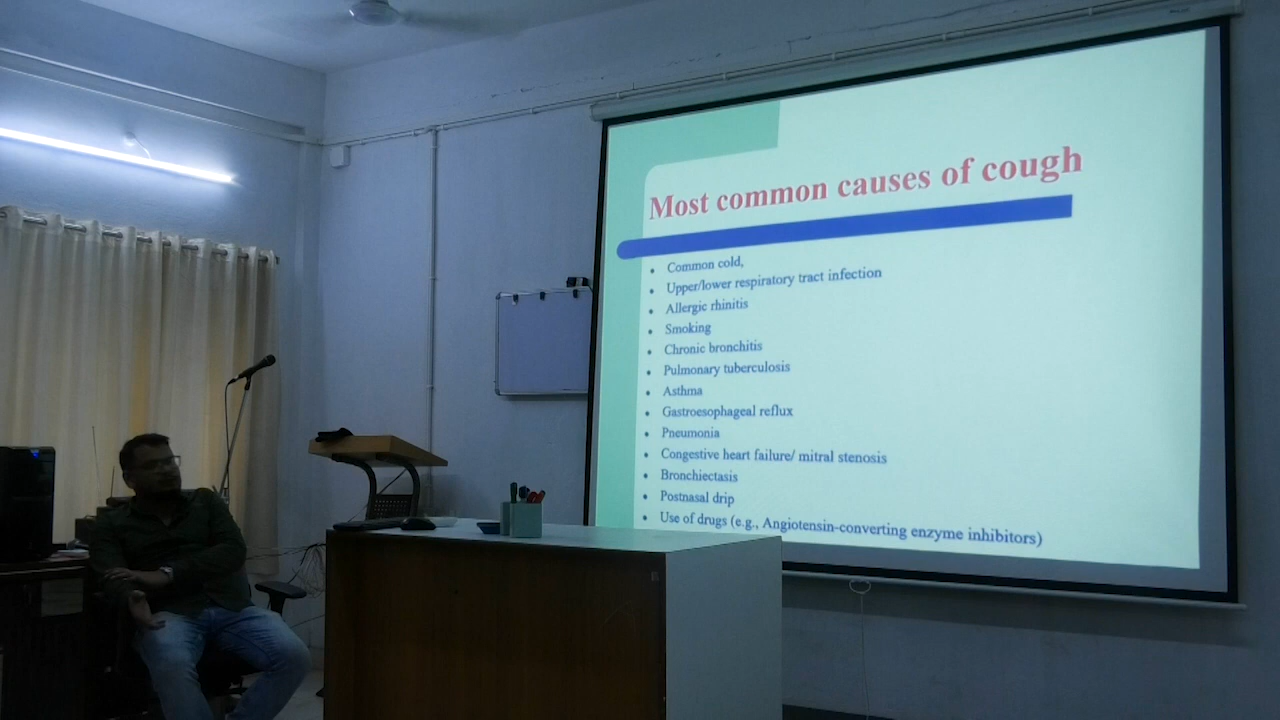 Most common causes of cough
• Common cold,
• Upper/lower respiratory tract infection
• Allergic rhinitis
• Smoking
• Chronic bronchitis
• Pulmonary tuberculosis
• Asthma
• Gastroesophageal reflux
• Pneumonia
• Congestive heart failure/ mitral stenosis
• Bronchiectasis
• Postnasal drip
• Use of drugs (e.g., Angiotensin-converting enzyme inhibitors)